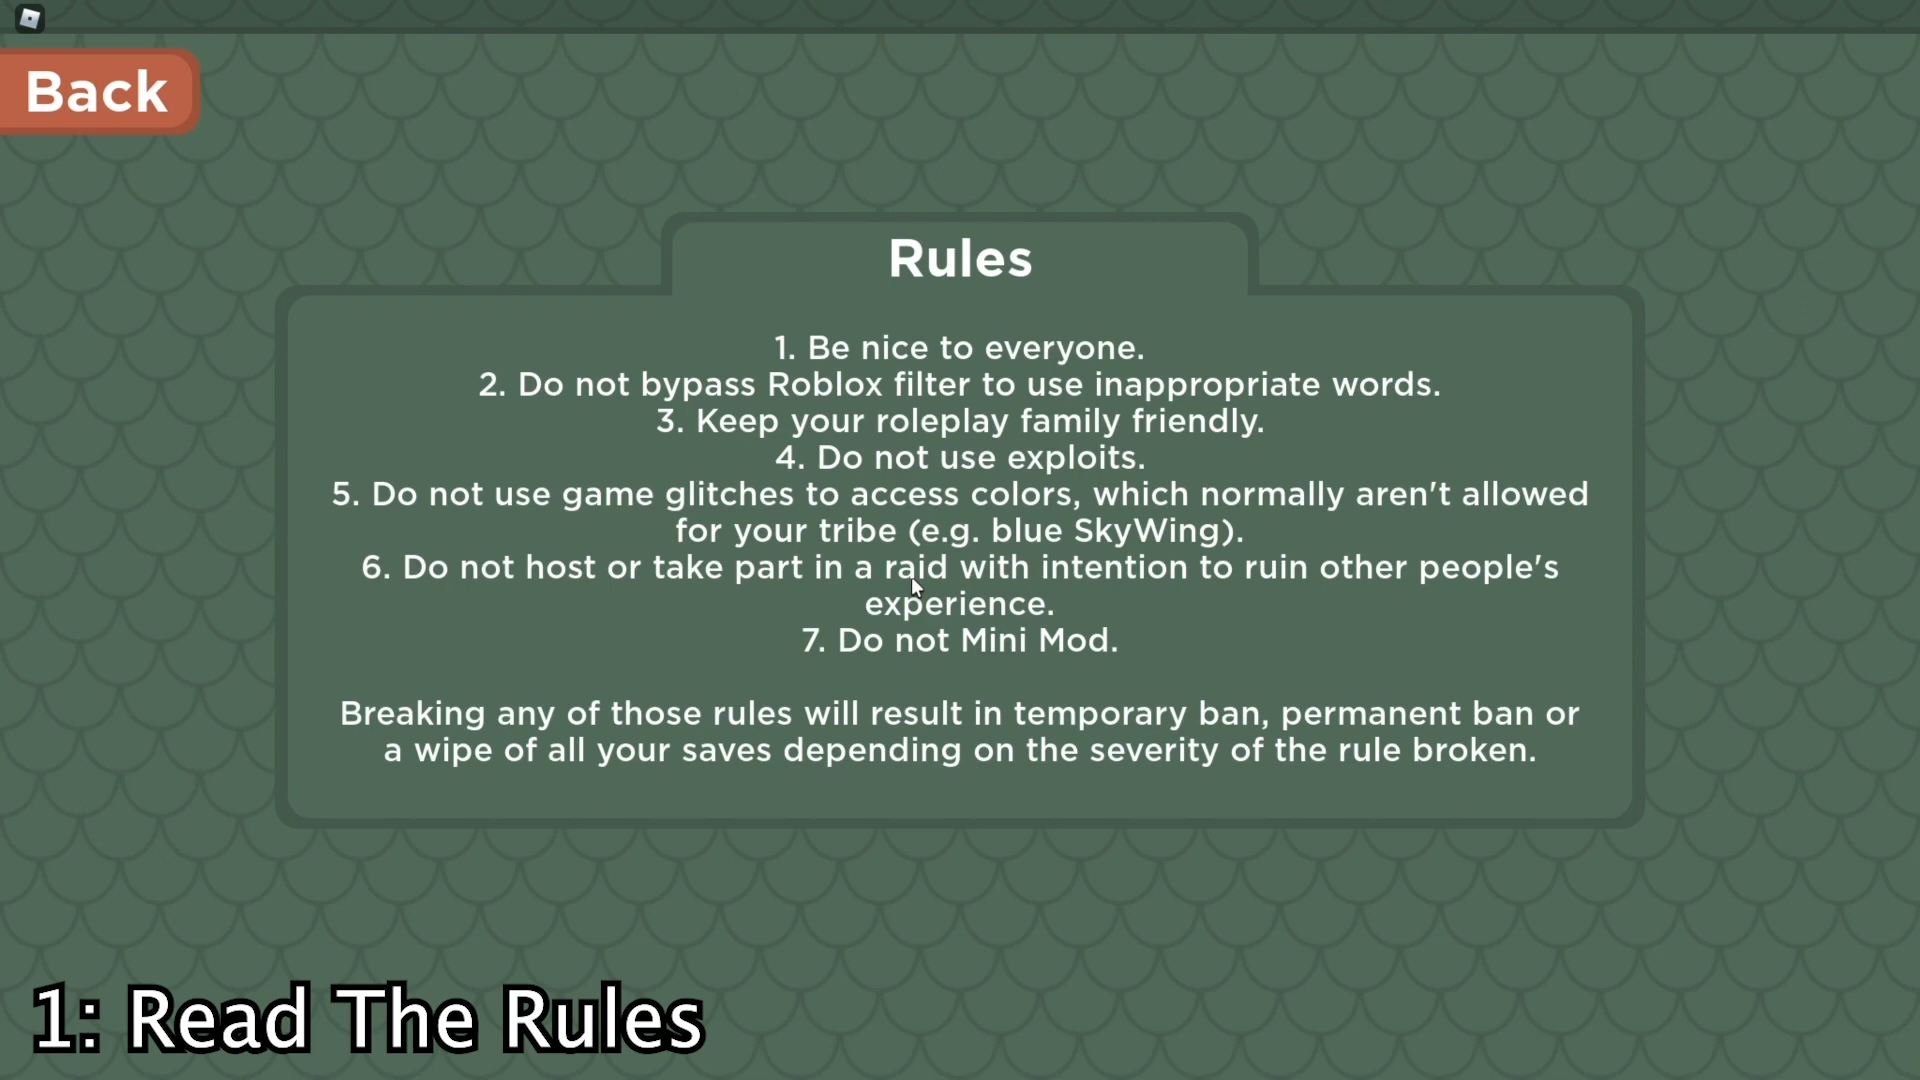 Back
Rules
1. Be nice to everyone.
2. Do not bypass Roblox filter to use inappropriate words.
3. Keep your roleplay family friendly.
4. Do not use exploits.
5. Do not use game glitches to access colors, which normally aren't allowed
for your tribe (e.g. blue SkyWing).
6. Do not host or take part in a raid with intention to ruin other people's
experience.
7. Do not Mini Mod.
Breaking any of those rules will result in temporary ban, permanent ban or
a wipe of all your saves depending on the severity of the rule broken.
1: Read The Rules